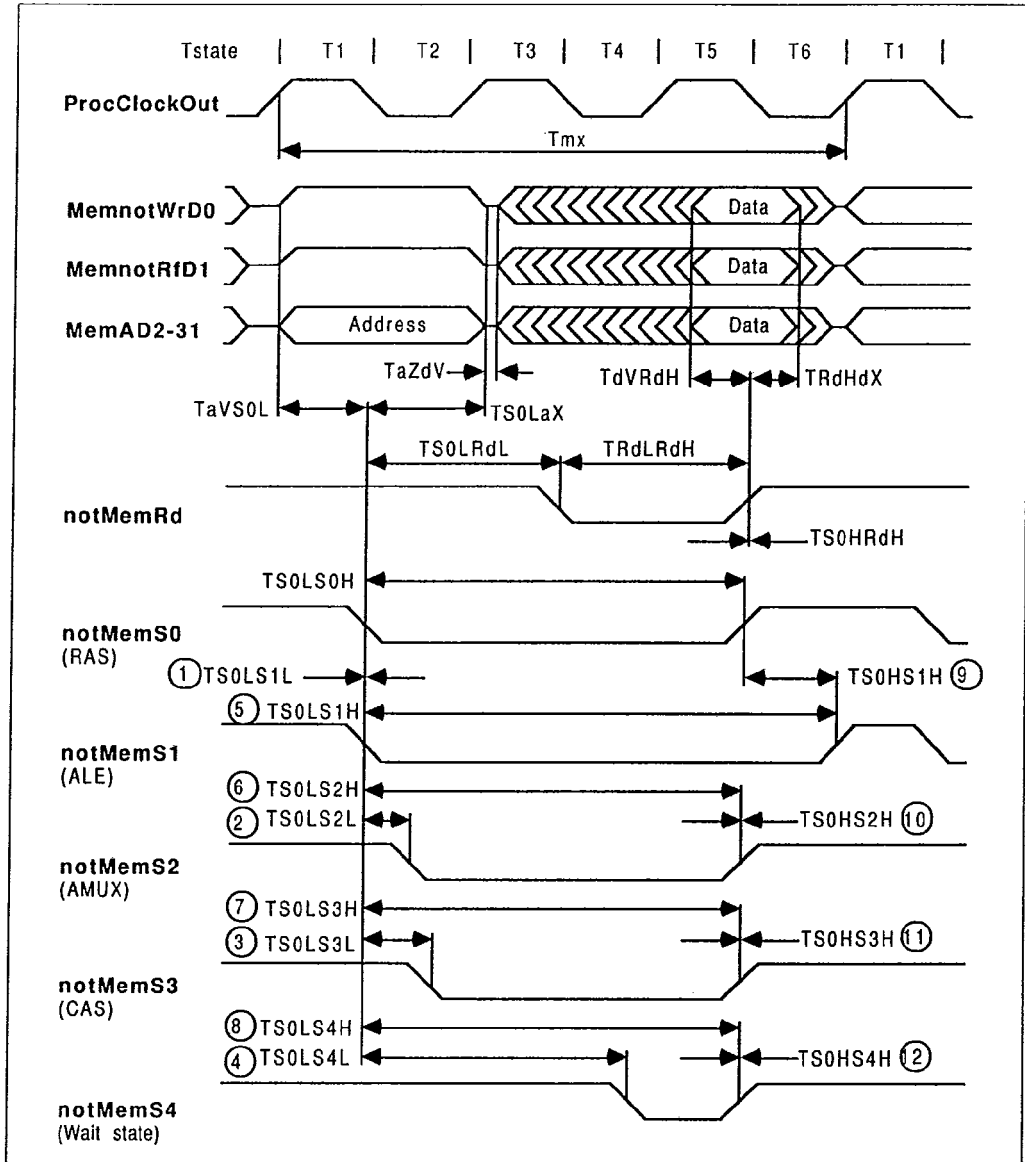 Tstate | T1 | T2 | T3 | T4 | T5 | T6 | T1 |
ProcClockOut
Tmx
MemnotWrD0 Data
MemnotRfD1 Data
MemAD2-31 Address Data
TaZdV TdVRdH TRdHdX
TaVS0L TS0LaX
TS0LRdL TRdLRdH
notMemRd
TS0HRdH
TS0LS0H
notMemS0
(RAS)
1 TS0LS1L TS0HS1H 9
5 TS0LS1H
notMemS1
(ALE)
6 TS0LS2H
2 TS0LS2L TS0HS2H 10
notMemS2
(AMUX)
7 TS0LS3H
3 TS0LS3L TS0HS3H 11
notMemS3
(CAS)
8 TS0LS4H
4 TS0LS4L TS0HS4H 12
notMemS4
(Wait state)